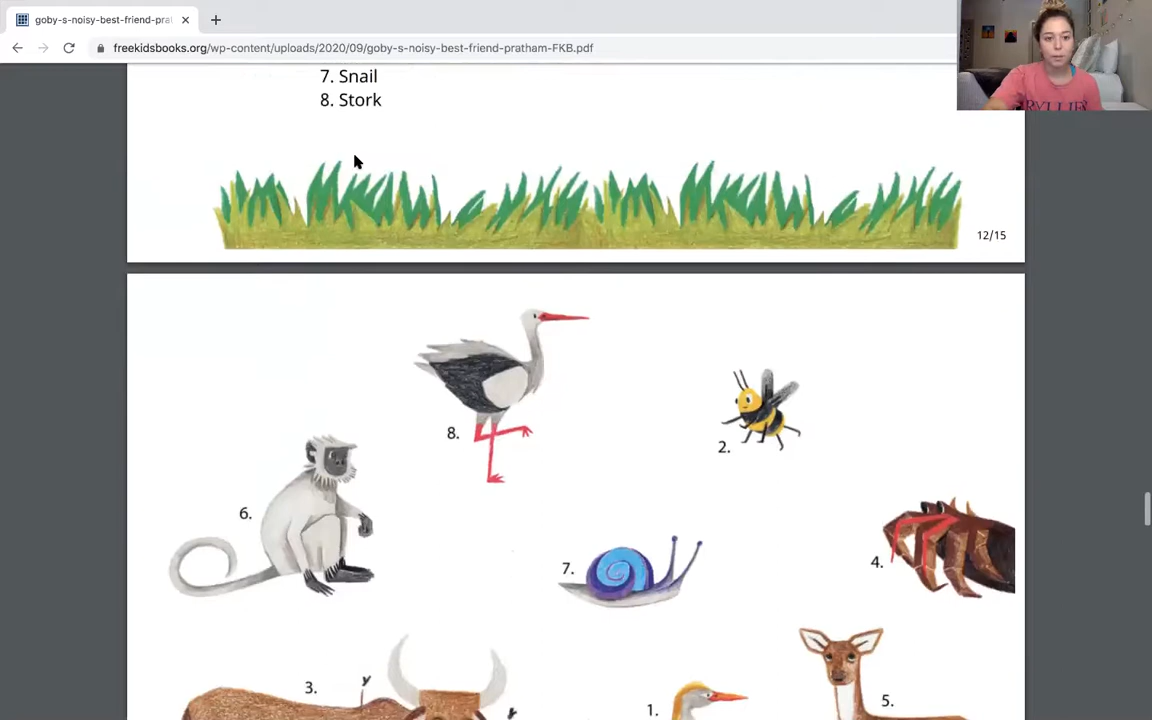 goby-s-noisy-best-friend-prat
freekidsbooks.org/wp-content/uploads/2020/09/goby-s-noisy-best-friend-pratham-FKB.pdf
7. Snail
8. Stork
12/15
8.
2.
6.
7.
4.
3.
1.
5.